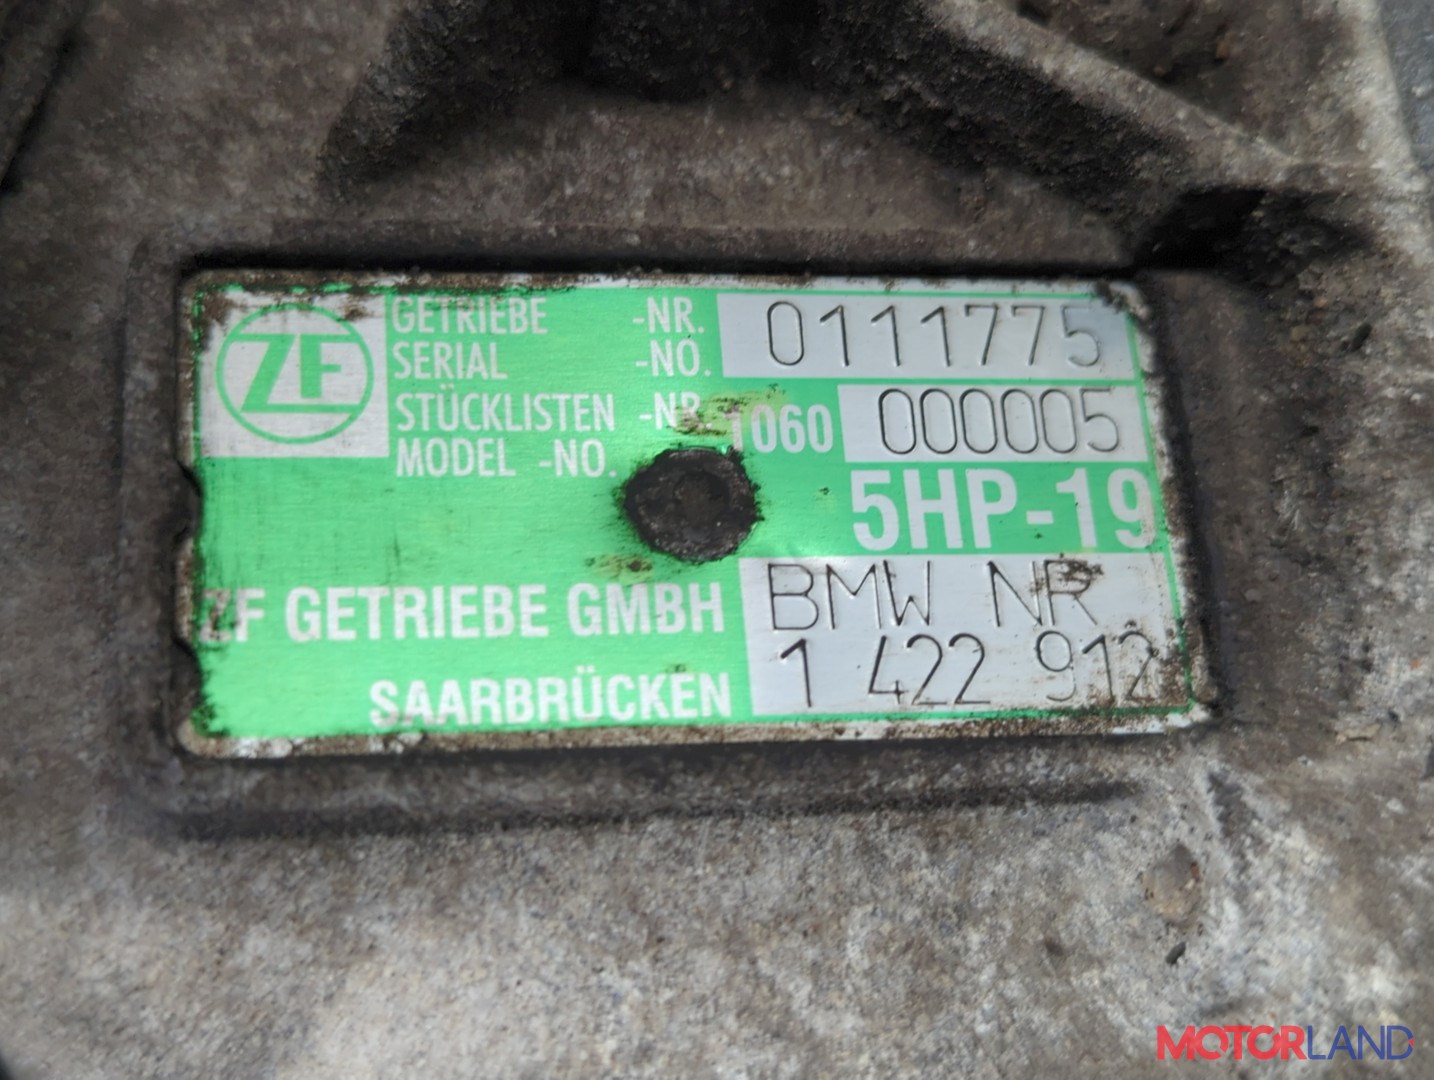 ZF
GETRIEBE -NR. 0111775
SERIAL -NO.
STÜCKLISTEN -NR. 1060 000005
MODEL -NO.
5HP-19
ZF GETRIEBE GMBH BMW NR
SAARBRÜCKEN 1 422 912
MOTORLAND